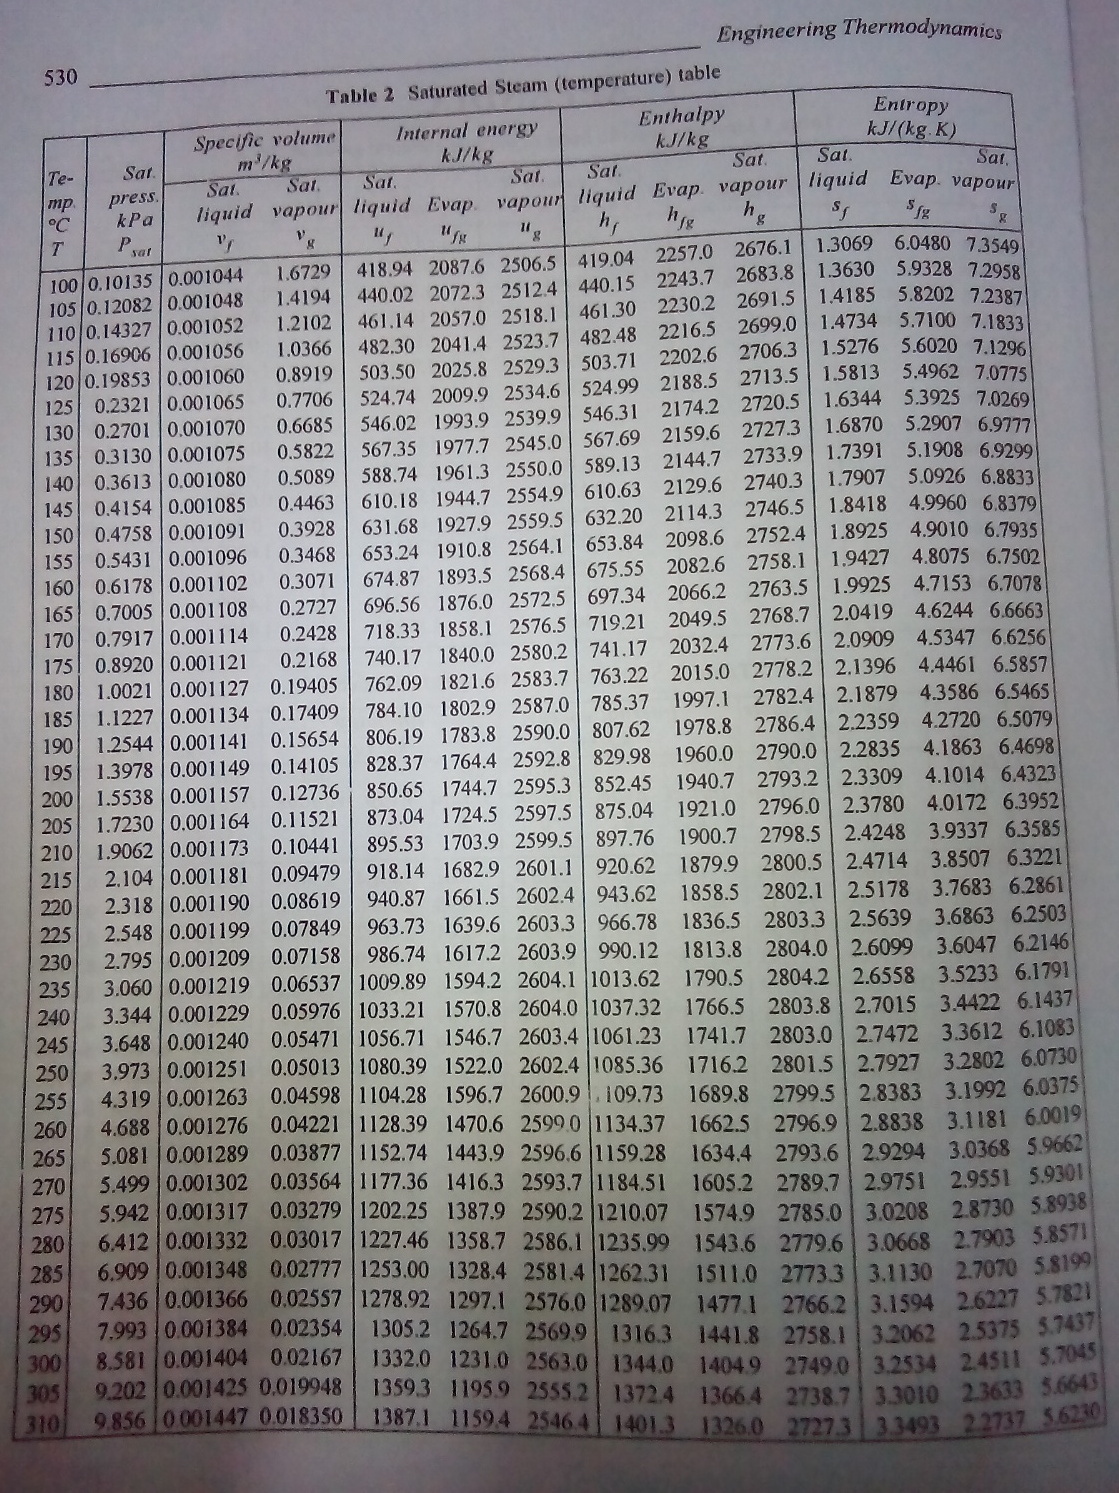 Engineering Thermodynamics
530
Table 2 Saturated Steam (temperature) table
Te-mp. °C T | Sat. press. kPa P sat | Specific volume m³/kg | Internal energy kJ/kg | Enthalpy kJ/kg | Entropy kJ/(kg.K)
Sat. liquid vf | Sat. vapour vg | Sat. liquid uf | Evap. ufg | Sat. vapour ug | Sat. liquid hf | Evap. hfg | Sat. vapour hg | Sat. liquid sf | Evap. sfg | Sat. vapour sg
100 0.10135 0.001044 1.6729 418.94 2087.6 2506.5 419.04 2257.0 2676.1 1.3069 6.0480 7.3549
105 0.12082 0.001048 1.4194 440.02 2072.3 2512.4 440.15 2243.7 2683.8 1.3630 5.9328 7.2958
110 0.14327 0.001052 1.2102 461.14 2057.0 2518.1 461.30 2230.2 2691.5 1.4185 5.8202 7.2387
115 0.16906 0.001056 1.0366 482.30 2041.4 2523.7 482.48 2216.5 2699.0 1.4734 5.7100 7.1833
120 0.19853 0.001060 0.8919 503.50 2025.8 2529.3 503.71 2202.6 2706.3 1.5276 5.6020 7.1296
125 0.2321 0.001065 0.7706 524.74 2009.9 2534.6 524.99 2188.5 2713.5 1.5813 5.4962 7.0775
130 0.2701 0.001070 0.6685 546.02 1993.9 2539.9 546.31 2174.2 2720.5 1.6344 5.3925 7.0269
135 0.3130 0.001075 0.5822 567.35 1977.7 2545.0 567.69 2159.6 2727.3 1.6870 5.2907 6.9777
140 0.3613 0.001080 0.5089 588.74 1961.3 2550.0 589.13 2144.7 2733.9 1.7391 5.1908 6.9299
145 0.4154 0.001085 0.4463 610.18 1944.7 2554.9 610.63 2129.6 2740.3 1.7907 5.0926 6.8833
150 0.4758 0.001091 0.3928 631.68 1927.9 2559.5 632.20 2114.3 2746.5 1.8418 4.9960 6.8379
155 0.5431 0.001096 0.3468 653.24 1910.8 2564.1 653.84 2098.6 2752.4 1.8925 4.9010 6.7935
160 0.6178 0.001102 0.3071 674.87 1893.5 2568.4 675.55 2082.6 2758.1 1.9427 4.8075 6.7502
165 0.7005 0.001108 0.2727 696.56 1876.0 2572.5 697.34 2066.2 2763.5 1.9925 4.7153 6.7078
170 0.7917 0.001114 0.2428 718.33 1858.1 2576.5 719.21 2049.5 2768.7 2.0419 4.6244 6.6663
175 0.8920 0.001121 0.2168 740.17 1840.0 2580.2 741.17 2032.4 2773.6 2.0909 4.5347 6.6256
180 1.0021 0.001127 0.19405 762.09 1821.6 2583.7 763.22 2015.0 2778.2 2.1396 4.4461 6.5857
185 1.1227 0.001134 0.17409 784.10 1802.9 2587.0 785.37 1997.1 2782.4 2.1879 4.3586 6.5465
190 1.2544 0.001141 0.15654 806.19 1783.8 2590.0 807.62 1978.8 2786.4 2.2359 4.2720 6.5079
195 1.3978 0.001149 0.14105 828.37 1764.4 2592.8 829.98 1960.0 2790.0 2.2835 4.1863 6.4698
200 1.5538 0.001157 0.12736 850.65 1744.7 2595.3 852.45 1940.7 2793.2 2.3309 4.1014 6.4323
205 1.7230 0.001164 0.11521 873.04 1724.5 2597.5 875.04 1921.0 2796.0 2.3780 4.0172 6.3952
210 1.9062 0.001173 0.10441 895.53 1703.9 2599.5 897.76 1900.7 2798.5 2.4248 3.9337 6.3585
215 2.104 0.001181 0.09479 918.14 1682.9 2601.1 920.62 1879.9 2800.5 2.4714 3.8507 6.3221
220 2.318 0.001190 0.08619 940.87 1661.5 2602.4 943.62 1858.5 2802.1 2.5178 3.7683 6.2861
225 2.548 0.001199 0.07849 963.73 1639.6 2603.3 966.78 1836.5 2803.3 2.5639 3.6863 6.2503
230 2.795 0.001209 0.07158 986.74 1617.2 2603.9 990.12 1813.8 2804.0 2.6099 3.6047 6.2146
235 3.060 0.001219 0.06537 1009.89 1594.2 2604.1 1013.62 1790.5 2804.2 2.6558 3.5233 6.1791
240 3.344 0.001229 0.05976 1033.21 1570.8 2604.0 1037.32 1766.5 2803.8 2.7015 3.4422 6.1437
245 3.648 0.001240 0.05471 1056.71 1546.7 2603.4 1061.23 1741.7 2803.0 2.7472 3.3612 6.1083
250 3.973 0.001251 0.05013 1080.39 1522.0 2602.4 1085.36 1716.2 2801.5 2.7927 3.2802 6.0730
255 4.319 0.001263 0.04598 1104.28 1596.7 2600.9 109.73 1689.8 2799.5 2.8383 3.1992 6.0375
260 4.688 0.001276 0.04221 1128.39 1470.6 2599.0 1134.37 1662.5 2796.9 2.8838 3.1181 6.0019
265 5.081 0.001289 0.03877 1152.74 1443.9 2596.6 1159.28 1634.4 2793.6 2.9294 3.0368 5.9662
270 5.499 0.001302 0.03564 1177.36 1416.3 2593.7 1184.51 1605.2 2789.7 2.9751 2.9551 5.9301
275 5.942 0.001317 0.03279 1202.25 1387.9 2590.2 1210.07 1574.9 2785.0 3.0208 2.8730 5.8938
280 6.412 0.001332 0.03017 1227.46 1358.7 2586.1 1235.99 1543.6 2779.6 3.0668 2.7903 5.8571
285 6.909 0.001348 0.02777 1253.00 1328.4 2581.4 1262.31 1511.0 2773.3 3.1130 2.7070 5.8199
290 7.436 0.001366 0.02557 1278.92 1297.1 2576.0 1289.07 1477.1 2766.2 3.1594 2.6227 5.7821
295 7.993 0.001384 0.02354 1305.2 1264.7 2569.9 1316.3 1441.8 2758.1 3.2062 2.5375 5.7437
300 8.581 0.001404 0.02167 1332.0 1231.0 2563.0 1344.0 1404.9 2749.0 3.2534 2.4511 5.7045
305 9.202 0.001425 0.019948 1359.3 1195.9 2555.2 1372.4 1366.4 2738.7 3.3010 2.3633 5.6643
310 9.856 0.001447 0.018350 1387.1 1159.4 2546.4 1401.3 1326.0 2727.3 3.3493 2.2737 5.6230